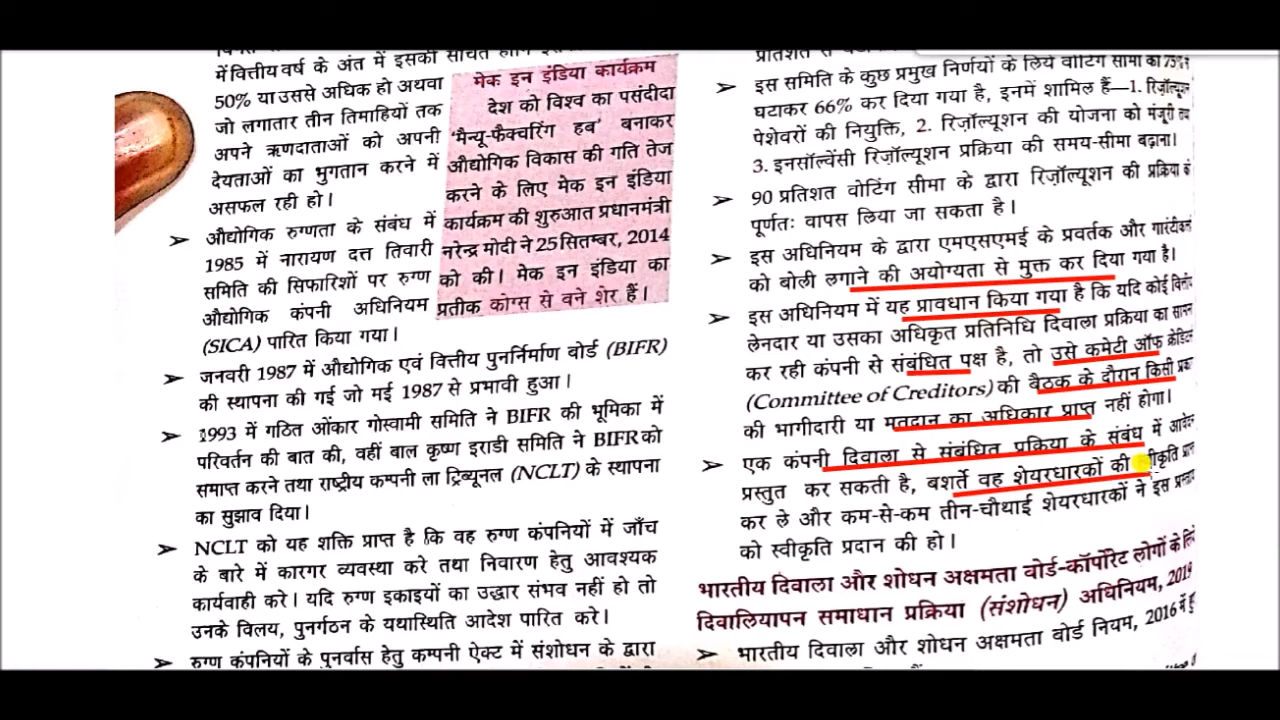 में वित्तीय वर्ष के अंत में इसकी संचित हानि
50% या उससे अधिक हो अथवा
जो लगातार तीन तिमाहियों तक
अपने ऋणदाताओं को अपनी
देयताओं का भुगतान करने में
असफल रही हो।
➢ औद्योगिक रुग्णता के संबंध में
1985 में नारायण दत्त तिवारी
समिति की सिफारिशों पर रुग्ण
औद्योगिक कंपनी अधिनियम
(SICA) पारित किया गया।
मेक इन इंडिया कार्यक्रम
देश को विश्व का पसंदीदा
'मैन्यू-फैक्चरिंग हब' बनाकर
औद्योगिक विकास की गति तेज
करने के लिए मेक इन इंडिया
कार्यक्रम की शुरुआत प्रधानमंत्री
नरेन्द्र मोदी ने 25 सितम्बर, 2014
को की। मेक इन इंडिया का
प्रतीक कोग्स से बने शेर हैं।
➢ जनवरी 1987 में औद्योगिक एवं वित्तीय पुनर्निर्माण बोर्ड (BIFR)
की स्थापना की गई जो मई 1987 से प्रभावी हुआ।
➢ 1993 में गठित ओंकार गोस्वामी समिति ने BIFR की भूमिका में
परिवर्तन की बात की, वहीं बाल कृष्ण इराडी समिति ने BIFR को
समाप्त करने तथा राष्ट्रीय कम्पनी ला ट्रिब्यूनल (NCLT) के स्थापना
का सुझाव दिया।
➢ NCLT को यह शक्ति प्राप्त है कि वह रुग्ण कंपनियों में जाँच
के बारे में कारगर व्यवस्था करे तथा निवारण हेतु आवश्यक
कार्यवाही करे। यदि रुग्ण इकाइयों का उद्धार संभव नहीं हो तो
उनके विलय, पुनर्गठन के यथास्थिति आदेश पारित करे।
➢ रुग्ण कंपनियों के पुनर्वास हेतु कम्पनी ऐक्ट में संशोधन के द्वारा
➢ इस समिति के कुछ प्रमुख निर्णयों के लिये वोटिंग सीमा को 75% से
घटाकर 66% कर दिया गया है, इनमें शामिल हैं—1. रिज़ॉल्यूशन
पेशेवरों की नियुक्ति, 2. रिज़ॉल्यूशन की योजना को मंजूरी तथा
3. इनसॉल्वेंसी रिज़ॉल्यूशन प्रक्रिया की समय-सीमा बढ़ाना।
➢ 90 प्रतिशत वोटिंग सीमा के द्वारा रिज़ॉल्यूशन की प्रक्रिया को
पूर्णतः वापस लिया जा सकता है।
➢ इस अधिनियम के द्वारा एमएसएमई के प्रवर्तक और
को बोली लगाने की अयोग्यता से मुक्त कर दिया गया है।
➢ इस अधिनियम में यह प्रावधान किया गया है कि यदि कोई वित्तीय
लेनदार या उसका अधिकृत प्रतिनिधि दिवाला प्रक्रिया का
कर रही कंपनी से संबंधित पक्ष है, तो उसे कमेटी ऑफ
(Committee of Creditors) की बैठक के दौरान किसी
की भागीदारी या मतदान का अधिकार प्राप्त नहीं होगा।
➢ एक कंपनी दिवाला से संबंधित प्रक्रिया के संबंध में
प्रस्तुत कर सकती है, बशर्ते वह शेयरधारकों की
कर ले और कम-से-कम तीन-चौथाई शेयरधारकों ने इस
को स्वीकृति प्रदान की हो।
भारतीय दिवाला और शोधन अक्षमता बोर्ड-कॉर्पोरेट लोगों के लिये
दिवालियापन समाधान प्रक्रिया (संशोधन) अधिनियम, 2019
➢ भारतीय दिवाला और शोधन अक्षमता बोर्ड नियम, 2016 में